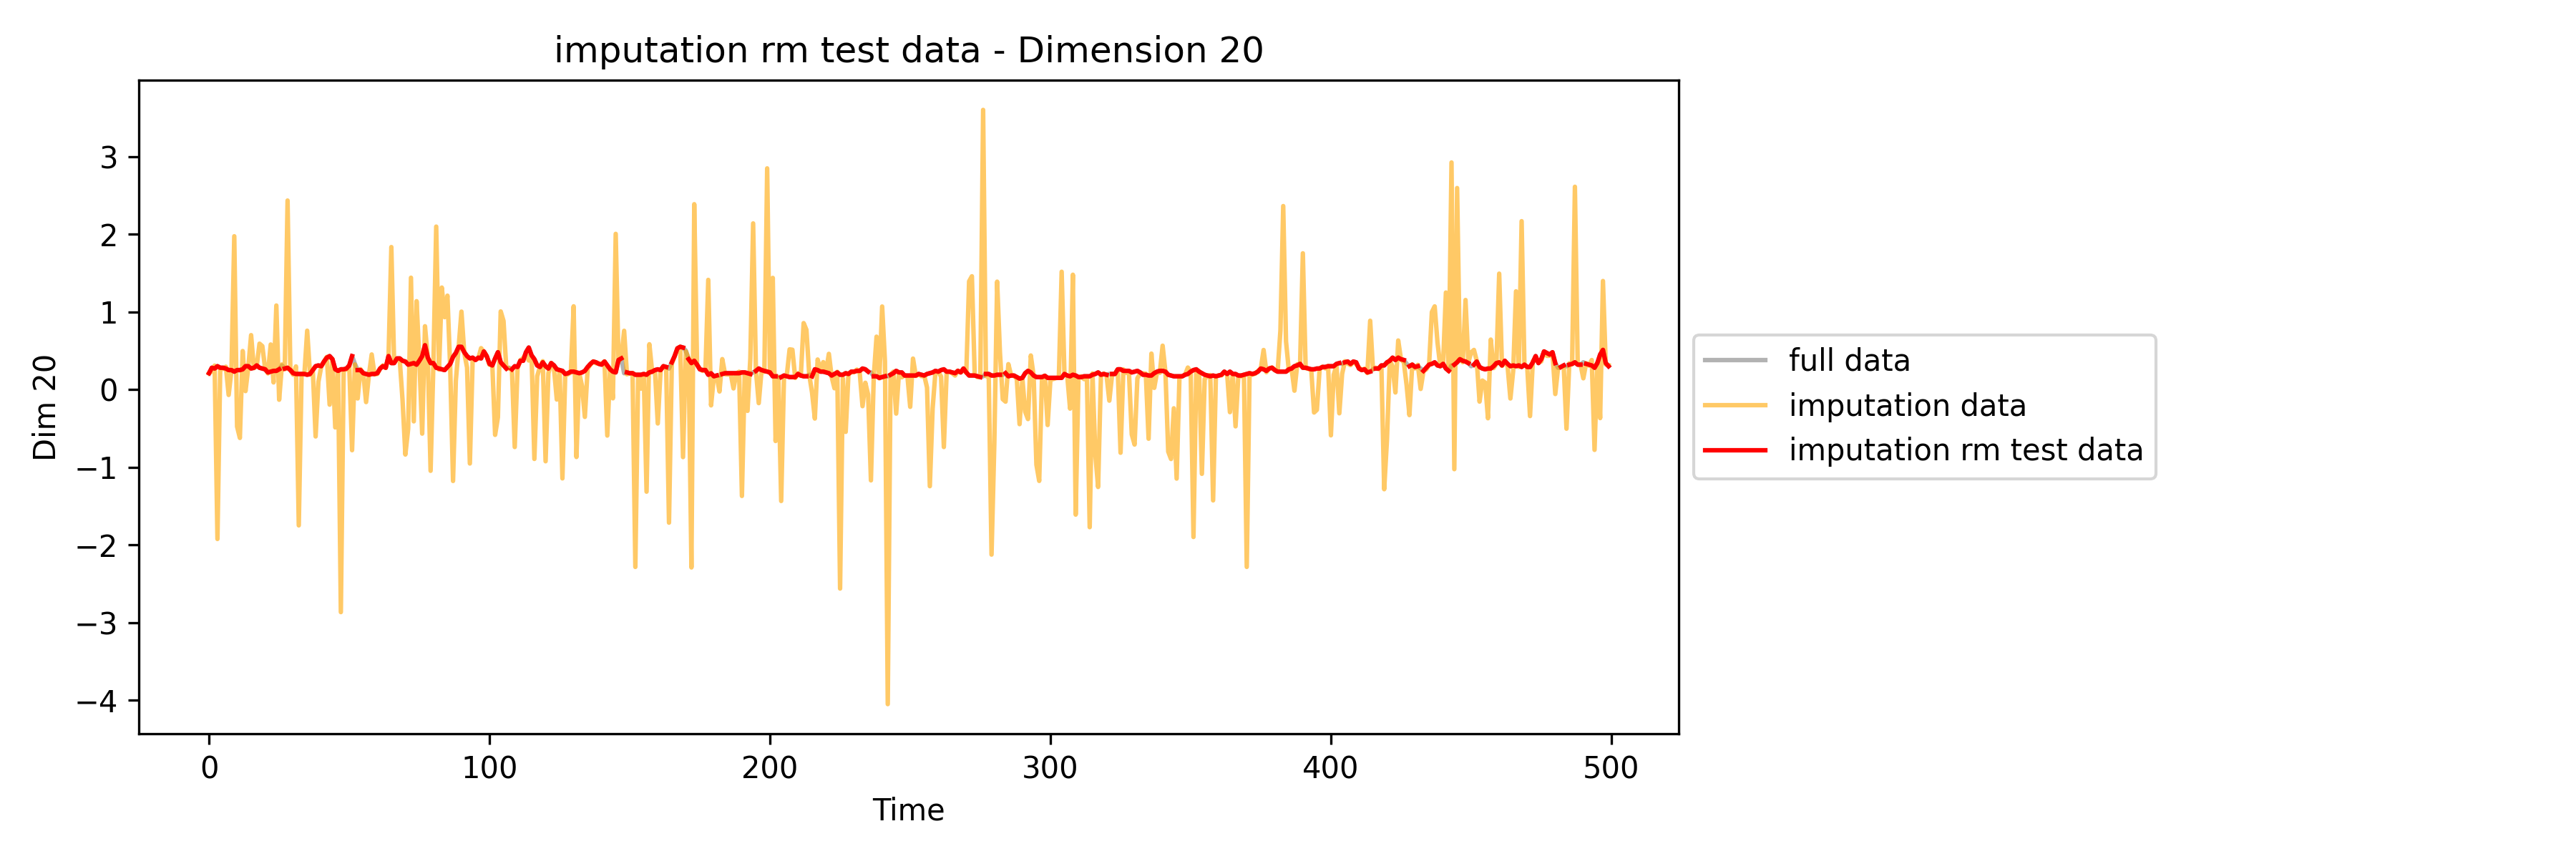 imputation rm test data - Dimension 20
3
2
1
0
−1
−2
−3
−4
Dim 20
0 100 200 300 400 500
Time
full data
imputation data
imputation rm test data